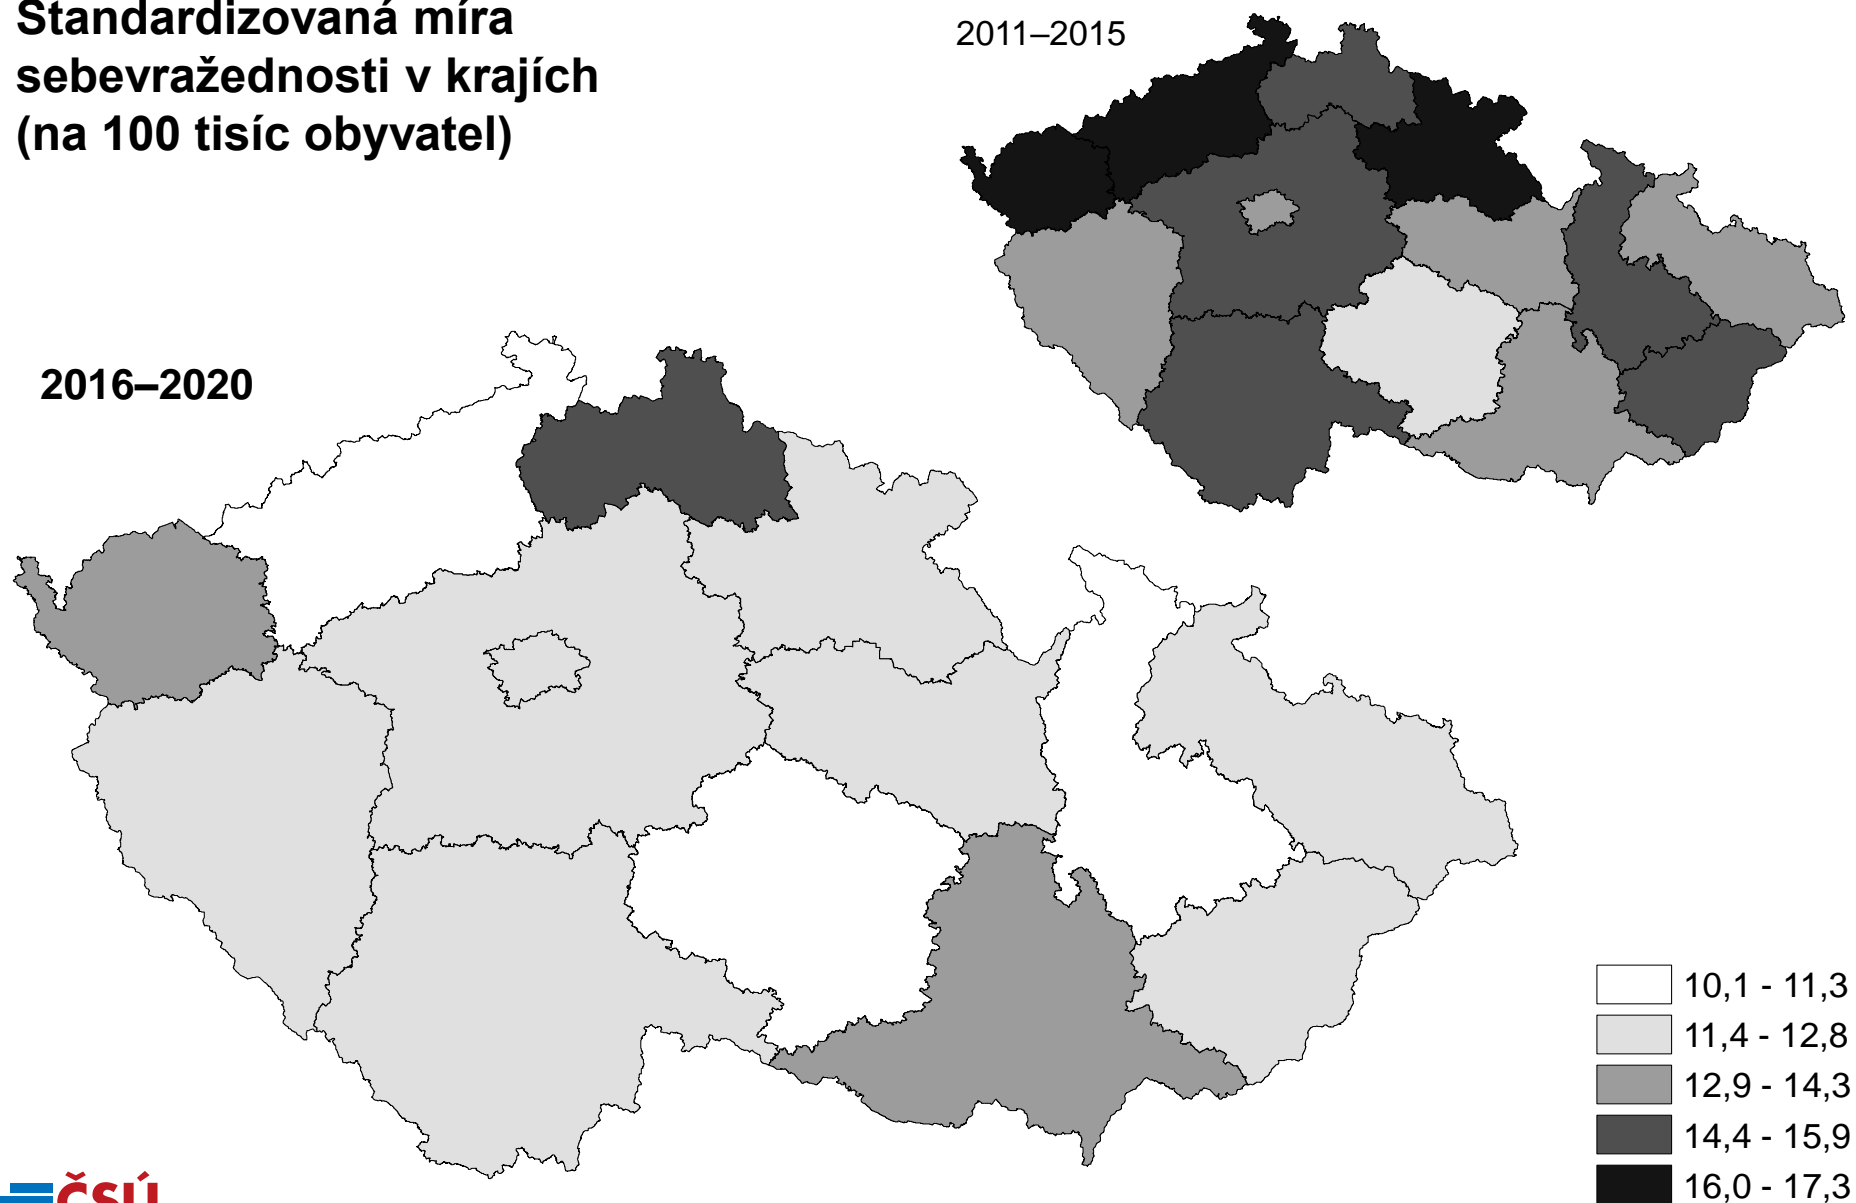 Standardizovaná míra
sebevražednosti v krajích
(na 100 tisíc obyvatel)
2011–2015
2016–2020
10,1 - 11,3
11,4 - 12,8
12,9 - 14,3
14,4 - 15,9
16,0 - 17,3
ČSÚ